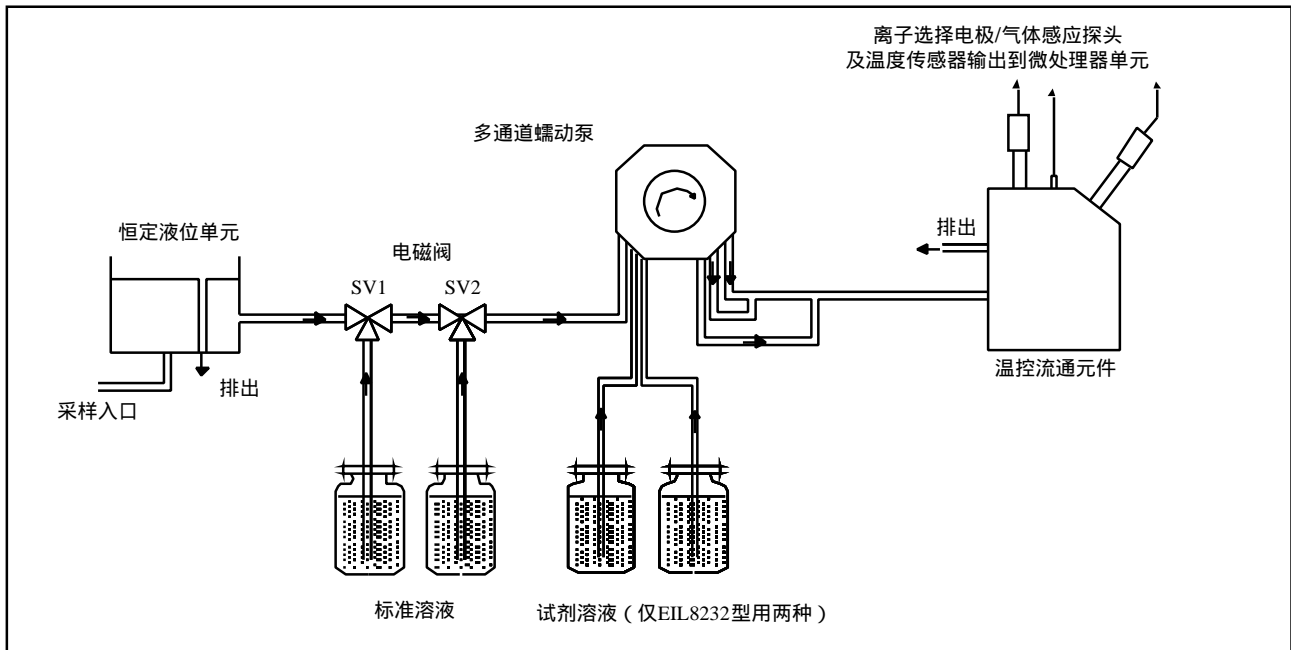 离子选择电极/气体感应探头
及温度传感器输出到微处理器单元
多通道蠕动泵
恒定液位单元
电磁阀
排出
SV1
SV2
温控流通元件
排出
采样入口
标准溶液
试剂溶液（仅EIL8232型用两种）